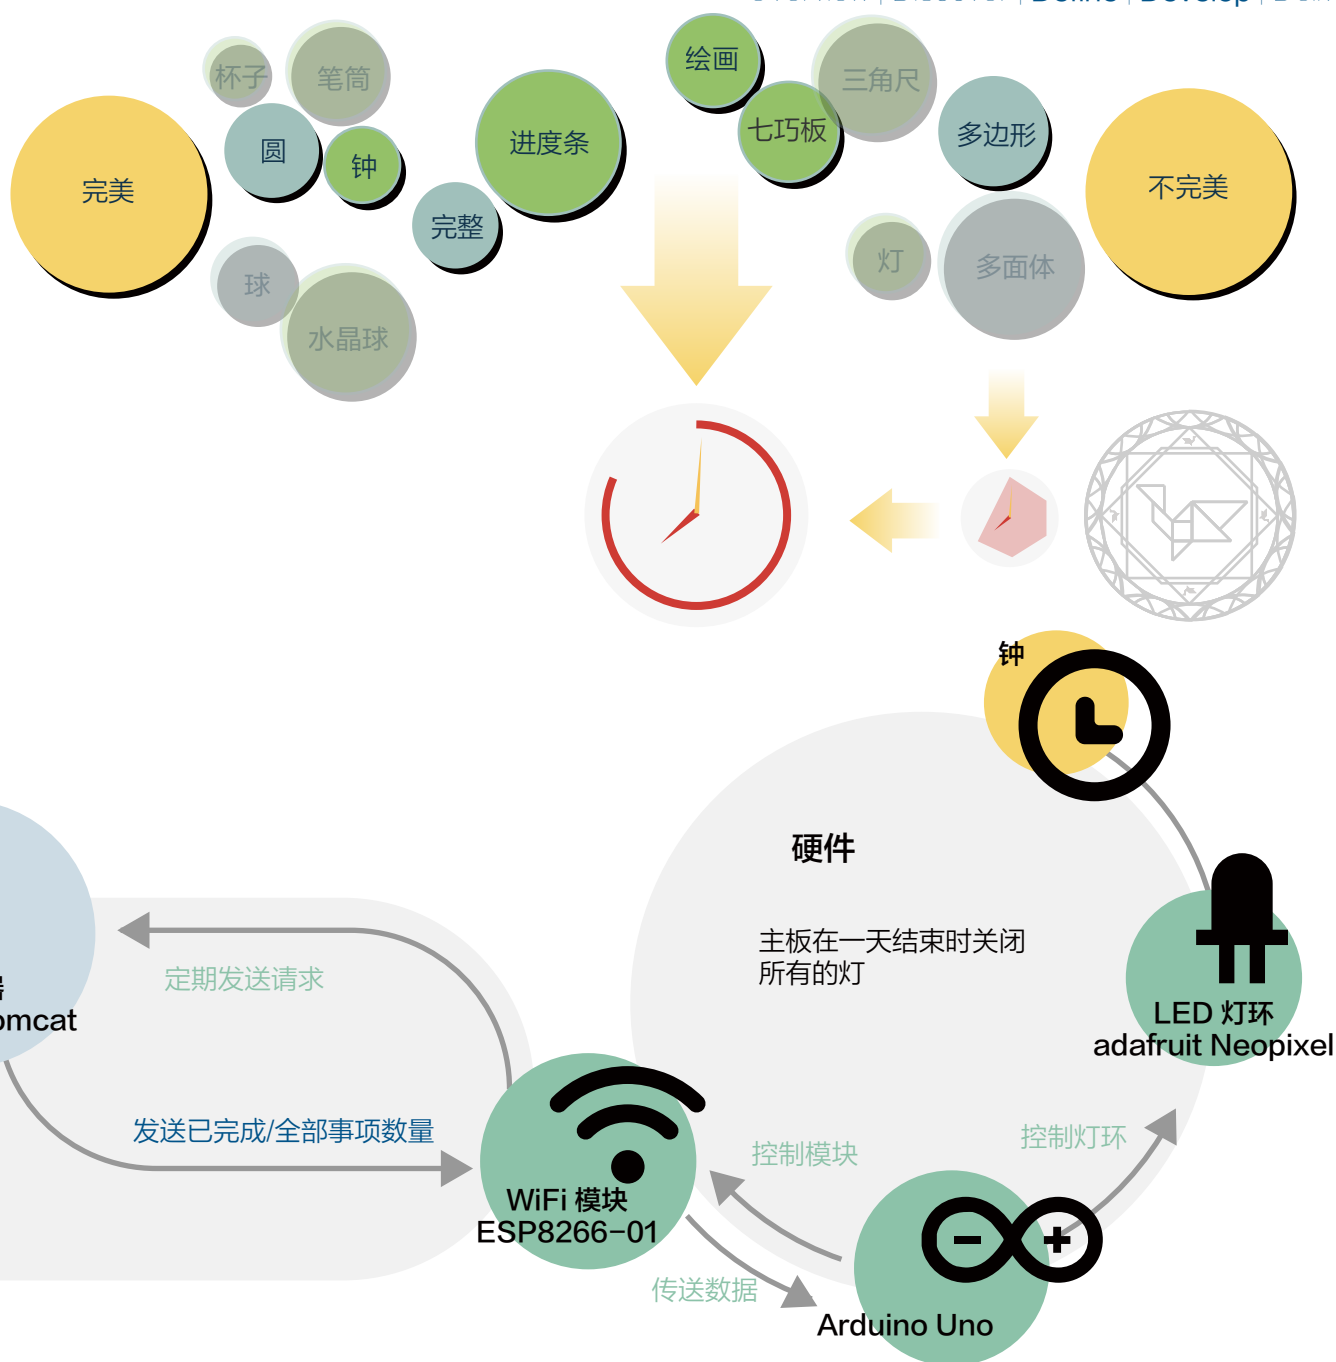 Define | Develop |
杯子
笔筒
绘画
三角尺
圆
钟
进度条
七巧板
多边形
完美
完整
不完美
球
灯
多面体
水晶球
钟
硬件
主板在一天结束时关闭
所有的灯
定期发送请求
器
omcat
LED 灯环
adafruit Neopixel
发送已完成/全部事项数量
控制模块
控制灯环
WiFi 模块
ESP8266-01
传送数据
Arduino Uno